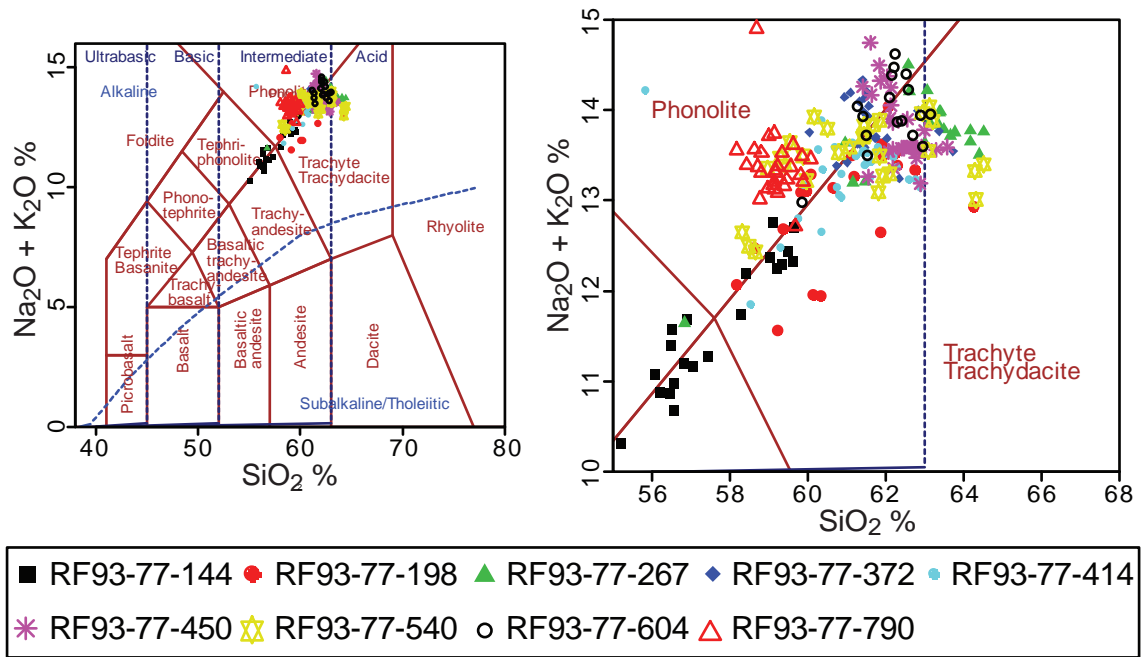 Ultrabasic Basic Intermediate Acid
Alkaline
Phonolite
Foidite
Tephri-
phonolite
Trachyte
Trachydacite
Phono-
tephrite
Trachy-
andesite
Rhyolite
Tephrite
Basanite
Basaltic
trachy-
andesite
Trachy-
basalt
Picrobasalt
Basalt
Basaltic
andesite
Andesite
Dacite
Subalkaline/Tholeiitic
Na₂O + K₂O %
0 5 10 15
40 50 60 70 80
SiO₂ %
Phonolite
Trachyte
Trachydacite
Na₂O + K₂O %
10 11 12 13 14 15
56 58 60 62 64 66 68
SiO₂ %
RF93-77-144 RF93-77-198 RF93-77-267 RF93-77-372 RF93-77-414
RF93-77-450 RF93-77-540 RF93-77-604 RF93-77-790